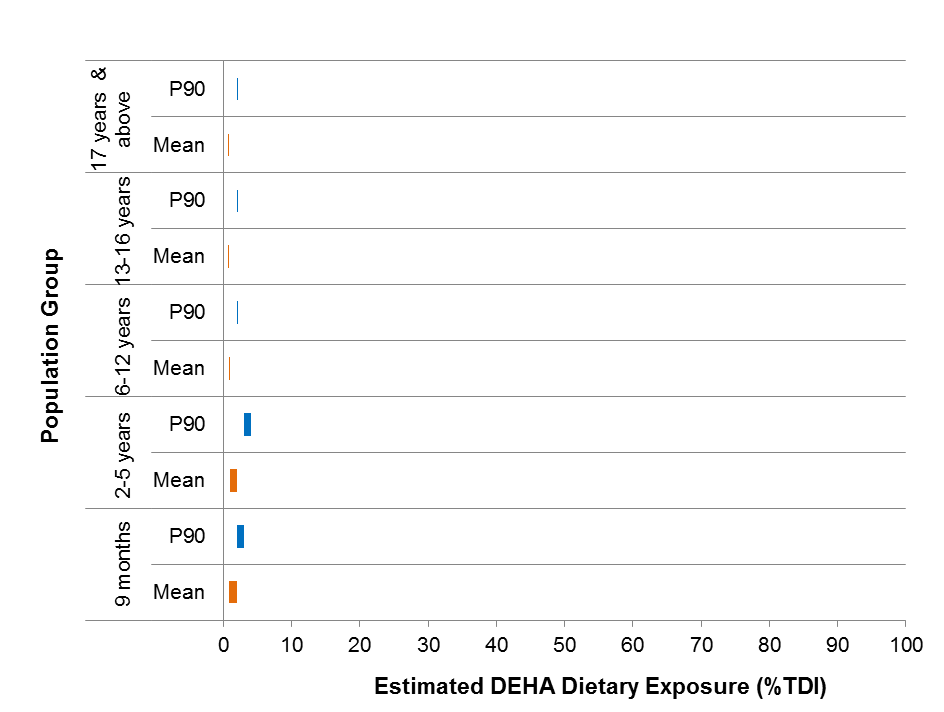 Population Group
17 years &
above
P90
Mean
13-16 years
P90
Mean
6-12 years
P90
Mean
2-5 years
P90
Mean
9 months
P90
Mean
0 10 20 30 40 50 60 70 80 90 100
Estimated DEHA Dietary Exposure (%TDI)